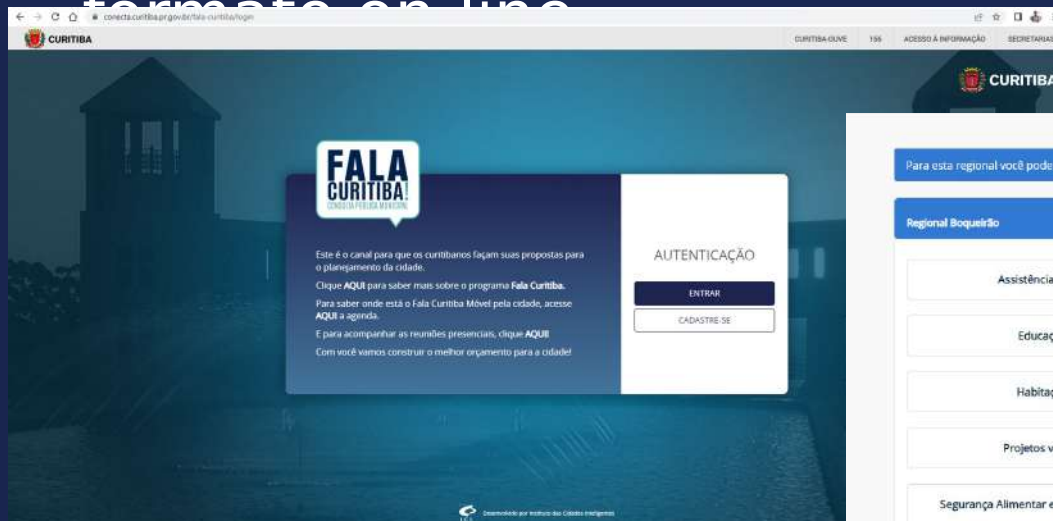 formato on-line
conecta.curitiba.pr.gov.br/fala-curitiba/login
CURITIBA
CURITIBA-OUVE 156 ACESSO À INFORMAÇÃO SECRETARIAS
CURITIBA
FALA
CURITIBA!
CONSULTA PÚBLICA MUNICIPAL
Este é o canal para que os curitibanos façam suas propostas para
o planejamento da cidade.
Clique AQUI para saber mais sobre o programa Fala Curitiba.
Para saber onde está o Fala Curitiba Móvel pela cidade, acesse
AQUI a agenda.
E para acompanhar as reuniões presenciais, clique AQUI!
Com você vamos construir o melhor orçamento para a cidade!
AUTENTICAÇÃO
ENTRAR
CADASTRE-SE
Desenvolvido por Instituto das Cidades Inteligentes
Para esta regional você pode
Regional Boqueirão
Assistência
Educaç
Habitaç
Projetos v
Segurança Alimentar e